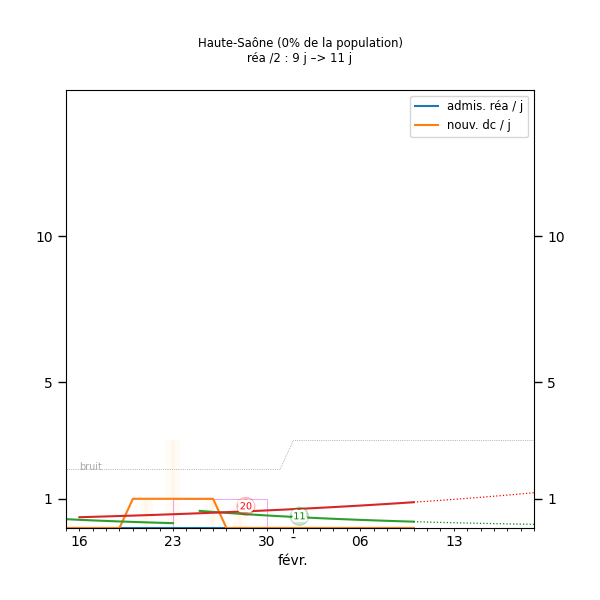 Haute-Saône (0% de la population)
réa /2 : 9 j –> 11 j
admis. réa / j
nouv. dc / j
10 10
5 5
bruit
1 20 11 1
16 23 30 - 06 13
févr.